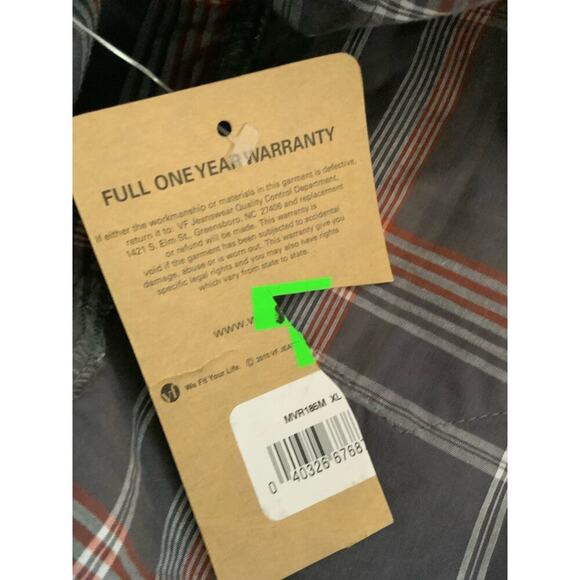 FULL ONE YEAR WARRANTY
If either the workmanship or materials in this garment is defective,
return it to: VF Jeanswear Quality Control Department,
1421 S. Elm St., Greensboro, NC 27406 and replacement
or refund will be made. This warranty is
void if the garment has been subjected to accidental
damage, abuse or is worn out. This warranty give you
specific legal rights and you may also have rights
which vary from state to state.
www.
We Fit Your Life. © 2010 VF
MVR186M XL
0 40326 6768